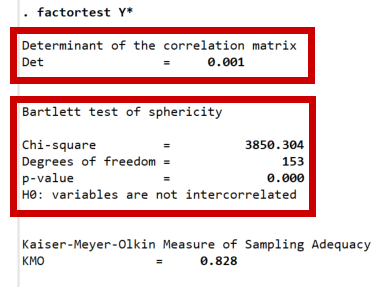 . factortest Y*
Determinant of the correlation matrix
Det = 0.001
Bartlett test of sphericity
Chi-square = 3850.304
Degrees of freedom = 153
p-value = 0.000
H0: variables are not intercorrelated
Kaiser-Meyer-Olkin Measure of Sampling Adequacy
KMO = 0.828